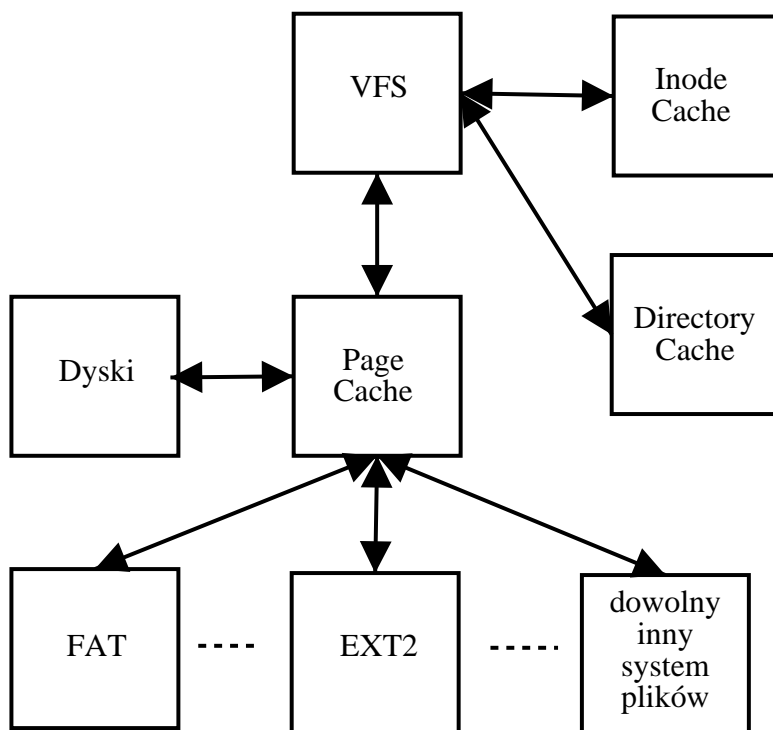 VFS
Inode
Cache
Directory
Cache
Dyski
Page
Cache
FAT
EXT2
dowolny
inny
system
plików